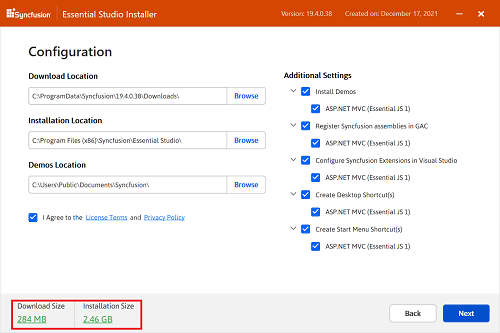 Syncfusion Essential Studio Installer Version: 19.4.0.38 Created on: December 17, 2021
Configuration
Download Location
C:\ProgramData\Syncfusion\19.4.0.38\Downloads\ Browse
Installation Location
C:\Program Files (x86)\Syncfusion\Essential Studio\ Browse
Demos Location
C:\Users\Public\Documents\Syncfusion\ Browse
I Agree to the License Terms and Privacy Policy
Additional Settings
Install Demos
ASP.NET MVC (Essential JS 1)
Register Syncfusion assemblies in GAC
ASP.NET MVC (Essential JS 1)
Configure Syncfusion Extensions in Visual Studio
ASP.NET MVC (Essential JS 1)
Create Desktop Shortcut(s)
ASP.NET MVC (Essential JS 1)
Create Start Menu Shortcut(s)
ASP.NET MVC (Essential JS 1)
Download Size Installation Size
284 MB 2.46 GB
Back Next